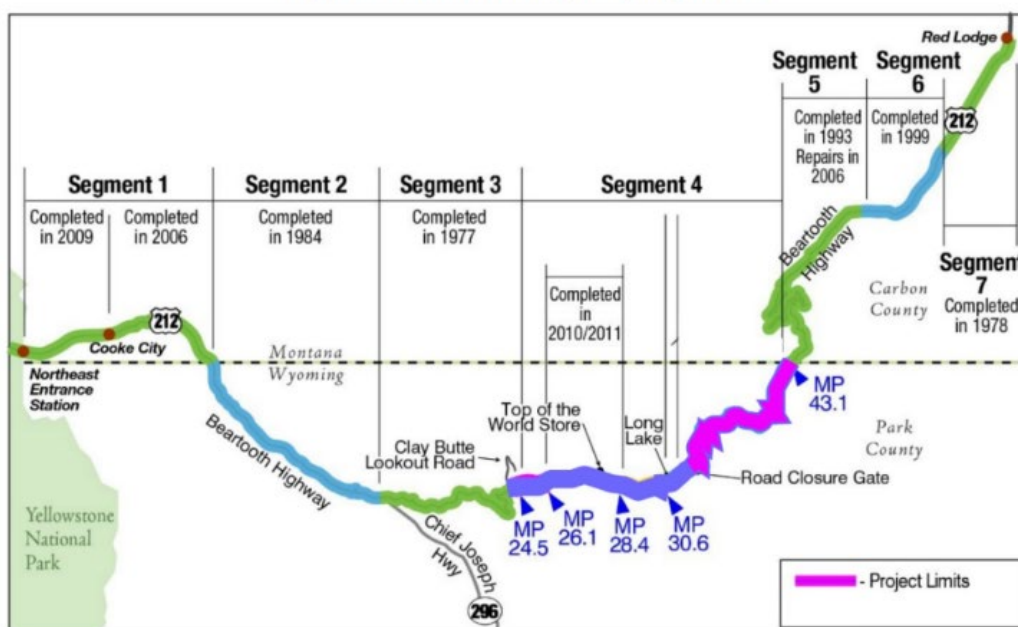 Red Lodge
Segment
5
Segment
6
Completed
in 1993
Repairs in
2006
Completed
in 1999
212
Segment 1
Segment 2
Segment 3
Segment 4
Completed
in 2009
Completed
in 2006
Completed
in 1984
Completed
in 1977
Completed
in
2010/2011
Beartooth
Highway
Segment
7
Completed
in 1978
Carbon
County
212
Cooke City
Montana
Wyoming
Northeast
Entrance
Station
MP
43.1
Park
County
Top of the
World Store
Long
Lake
Clay Butte
Lookout Road
Road Closure Gate
Beartooth Highway
MP
24.5
MP
26.1
MP
28.4
MP
30.6
Yellowstone
National
Park
Chief Joseph
Hwy
296
- Project Limits